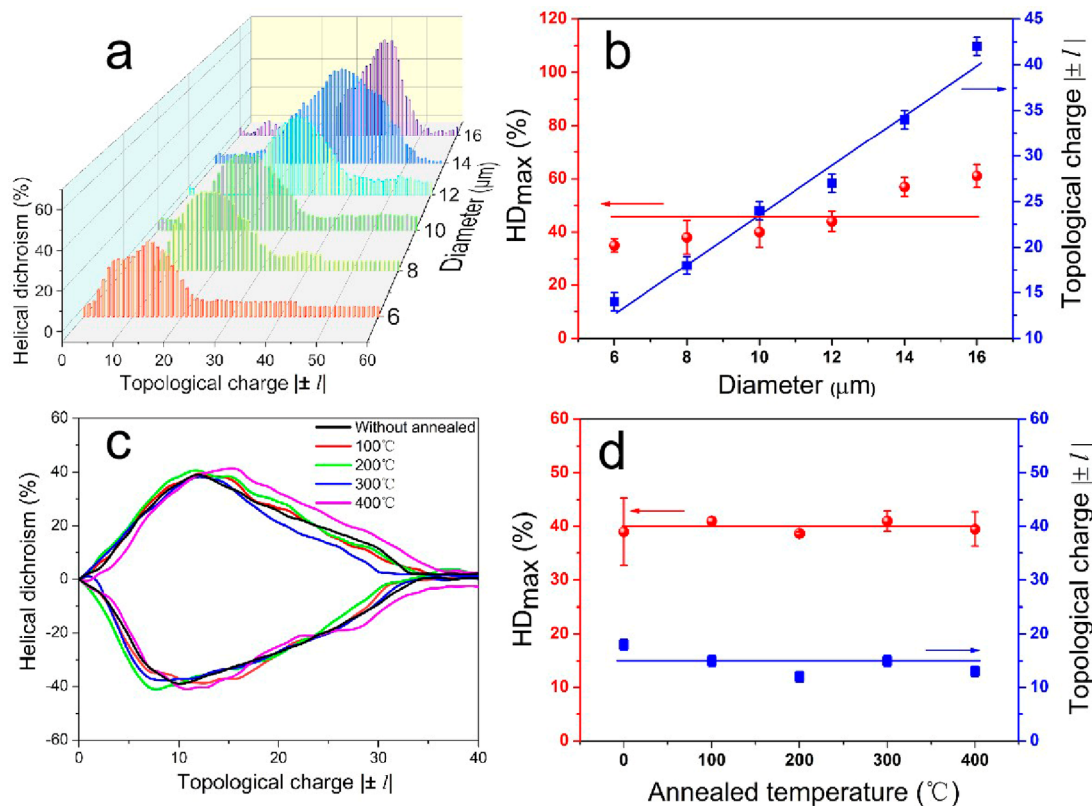 a
Helical dichroism (%)
60
40
20
0
0 10 20 30 40 50 60
Topological charge |± l|
6
8
10
12
14
16
Diameter (μm)
b
HDmax (%)
120
100
80
60
40
20
0
6 8 10 12 14 16
Diameter (μm)
45
40
35
30
25
20
15
10
Topological charge |± l|
c
Helical dichroism (%)
60
40
20
0
-20
-40
-60
Without annealed
100℃
200℃
300℃
400℃
0 10 20 30 40
Topological charge |± l|
d
HDmax (%)
60
50
40
30
20
10
0
0 100 200 300 400
Annealed temperature (℃)
60
50
40
30
20
10
0
Topological charge |± l|